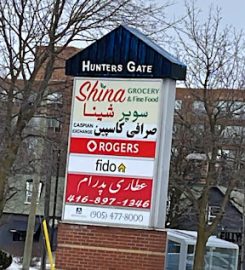 HUNTERS GATE
Shina GROCERY
& Fine Food
سوپر شینا
CASPIAN
EXCHANGE
صرافی کاسپین
ROGERS
fido
عطاری پدرام
416-897-1346
(905) 477-8000